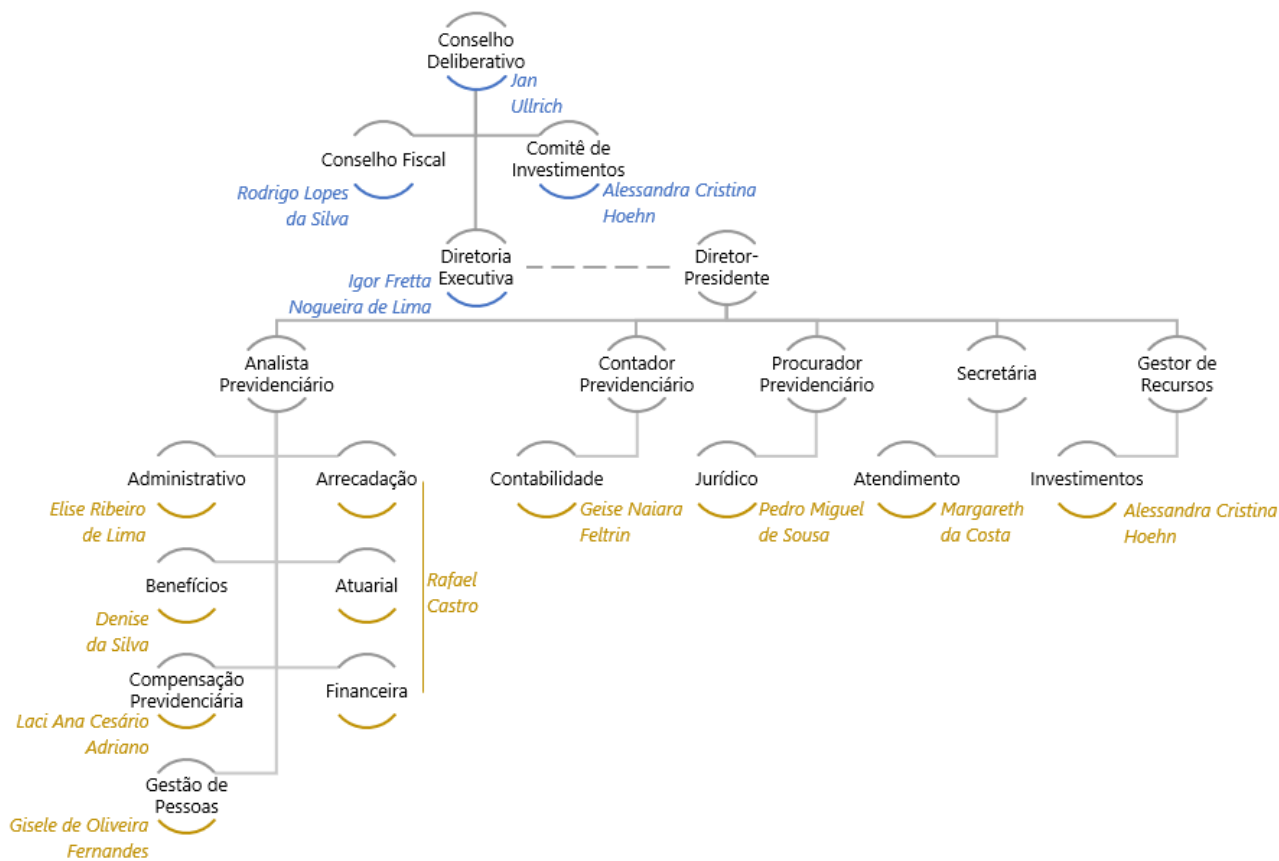 Conselho
Deliberativo
Jan
Ullrich
Conselho Fiscal
Rodrigo Lopes
da Silva
Comitê de
Investimentos
Alessandra Cristina
Hoehn
Diretoria
Executiva
Igor Fretta
Nogueira de Lima
Diretor-
Presidente
Analista
Previdenciário
Contador
Previdenciário
Procurador
Previdenciário
Secretária
Gestor de
Recursos
Administrativo
Elise Ribeiro
de Lima
Arrecadação
Contabilidade
Geise Naiara
Feltrin
Jurídico
Pedro Miguel
de Sousa
Atendimento
Margareth
da Costa
Investimentos
Alessandra Cristina
Hoehn
Benefícios
Denise
da Silva
Atuarial
Rafael
Castro
Compensação
Previdenciária
Laci Ana Cesário
Adriano
Financeira
Gestão de
Pessoas
Gisele de Oliveira
Fernandes